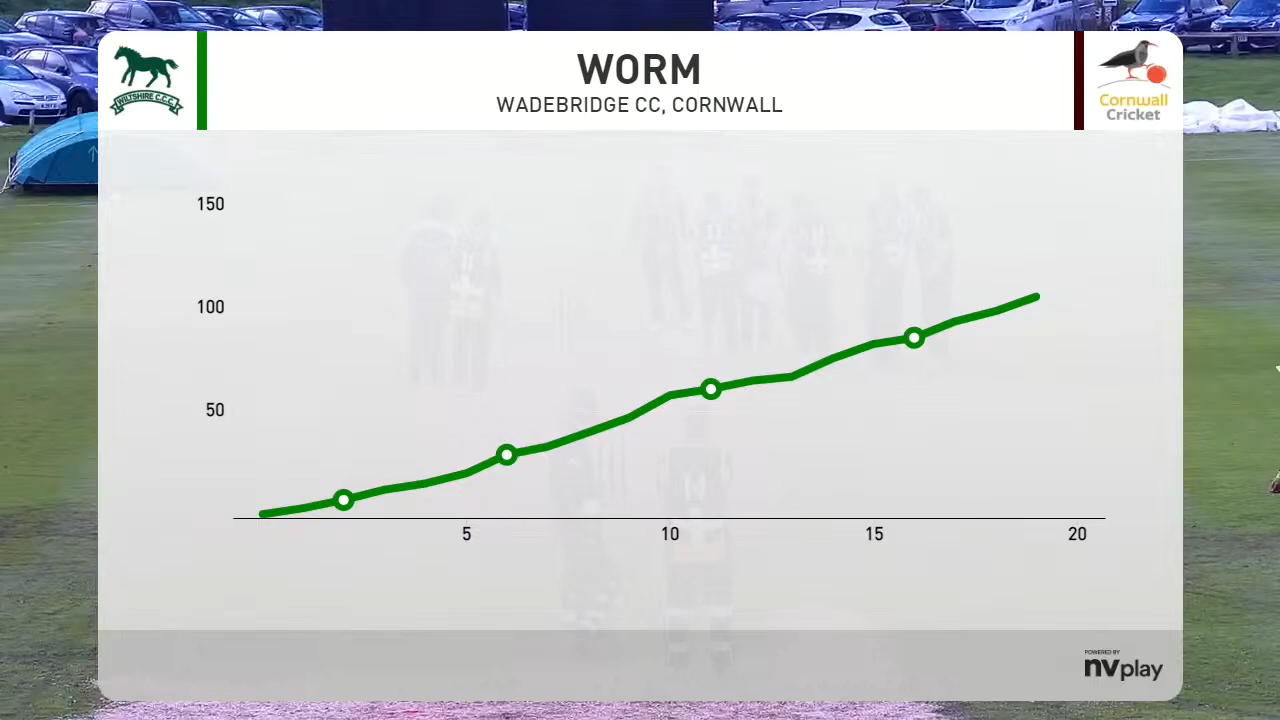 WORM
WADEBRIDGE CC, CORNWALL
WILTSHIRE C.C.C.
Cornwall
Cricket
150
100
50
5 10 15 20
POWERED BY
nvplay